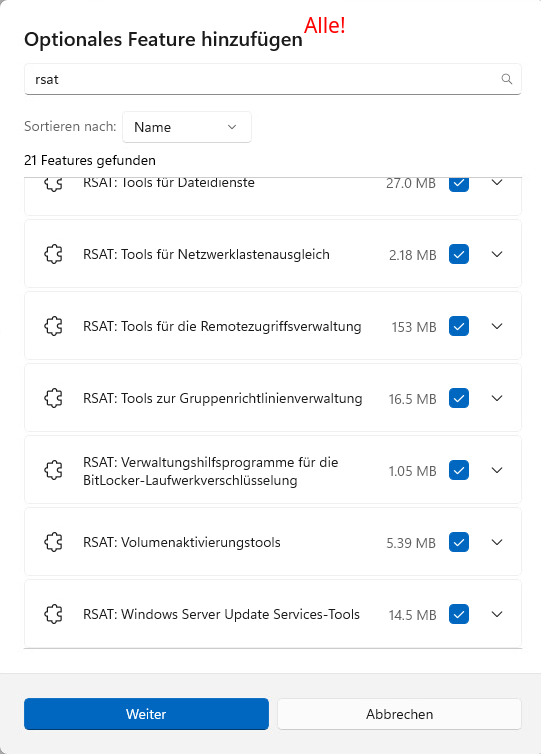 Alle!
Optionales Feature hinzufügen
rsat
Sortieren nach: Name
21 Features gefunden
RSAT: Tools für Dateidienste 27.0 MB
RSAT: Tools für Netzwerklastenausgleich 2.18 MB
RSAT: Tools für die Remotezugriffsverwaltung 153 MB
RSAT: Tools zur Gruppenrichtlinienverwaltung 16.5 MB
RSAT: Verwaltungshilfsprogramme für die
BitLocker-Laufwerkverschlüsselung 1.05 MB
RSAT: Volumenaktivierungstools 5.39 MB
RSAT: Windows Server Update Services-Tools 14.5 MB
Weiter Abbrechen